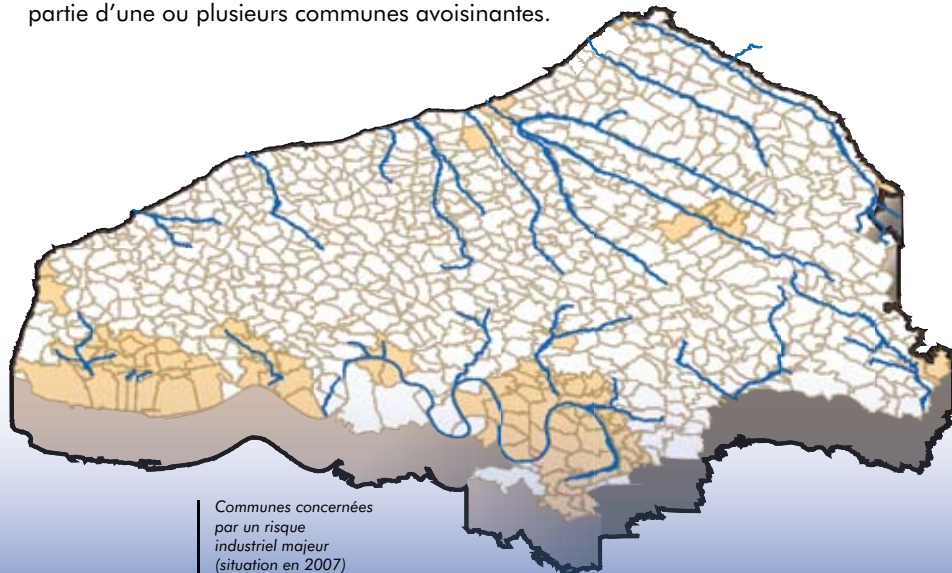 partie d'une ou plusieurs communes avoisinantes.
Communes concernées
par un risque
industriel majeur
(situation en 2007)